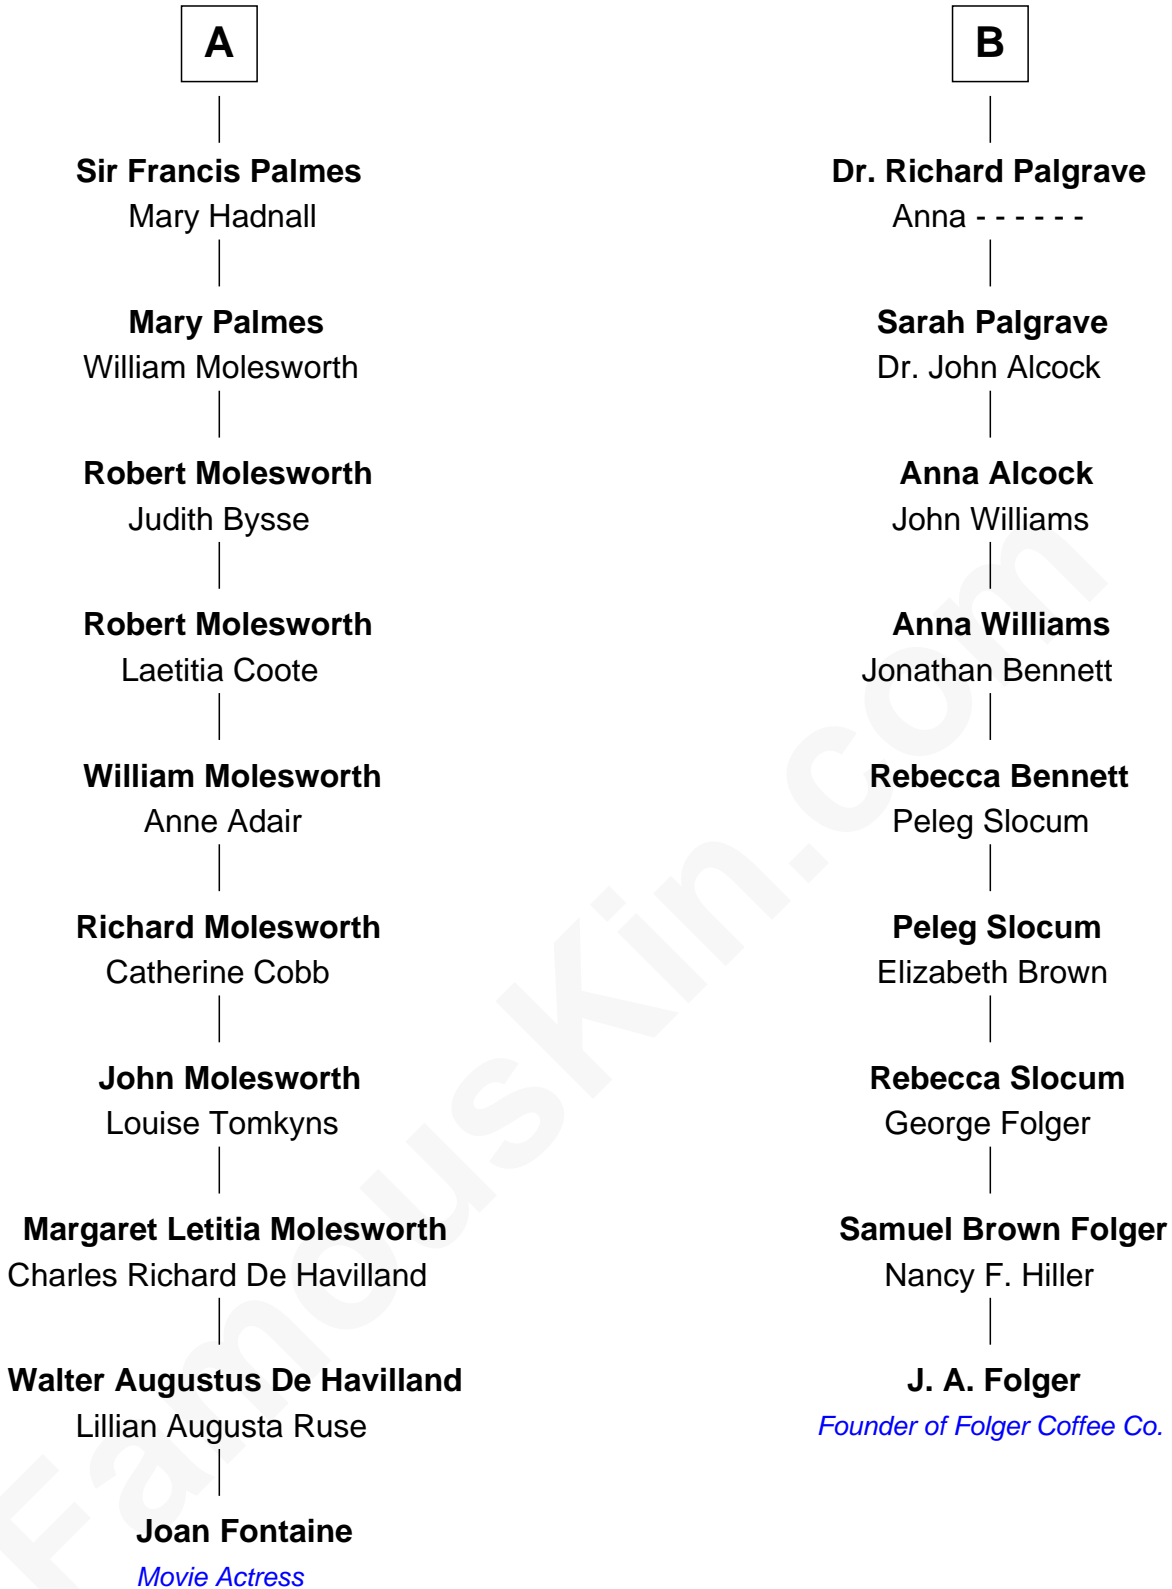 A
Sir Francis Palmes
Mary Hadnall
Mary Palmes
William Molesworth
Robert Molesworth
Judith Bysse
Robert Molesworth
Laetitia Coote
William Molesworth
Anne Adair
Richard Molesworth
Catherine Cobb
John Molesworth
Louise Tomkyns
Margaret Letitia Molesworth
Charles Richard De Havilland
Walter Augustus De Havilland
Lillian Augusta Ruse
Joan Fontaine
Movie Actress
B
Dr. Richard Palgrave
Anna - - - - - -
Sarah Palgrave
Dr. John Alcock
Anna Alcock
John Williams
Anna Williams
Jonathan Bennett
Rebecca Bennett
Peleg Slocum
Peleg Slocum
Elizabeth Brown
Rebecca Slocum
George Folger
Samuel Brown Folger
Nancy F. Hiller
J. A. Folger
Founder of Folger Coffee Co.
FamousKin.com